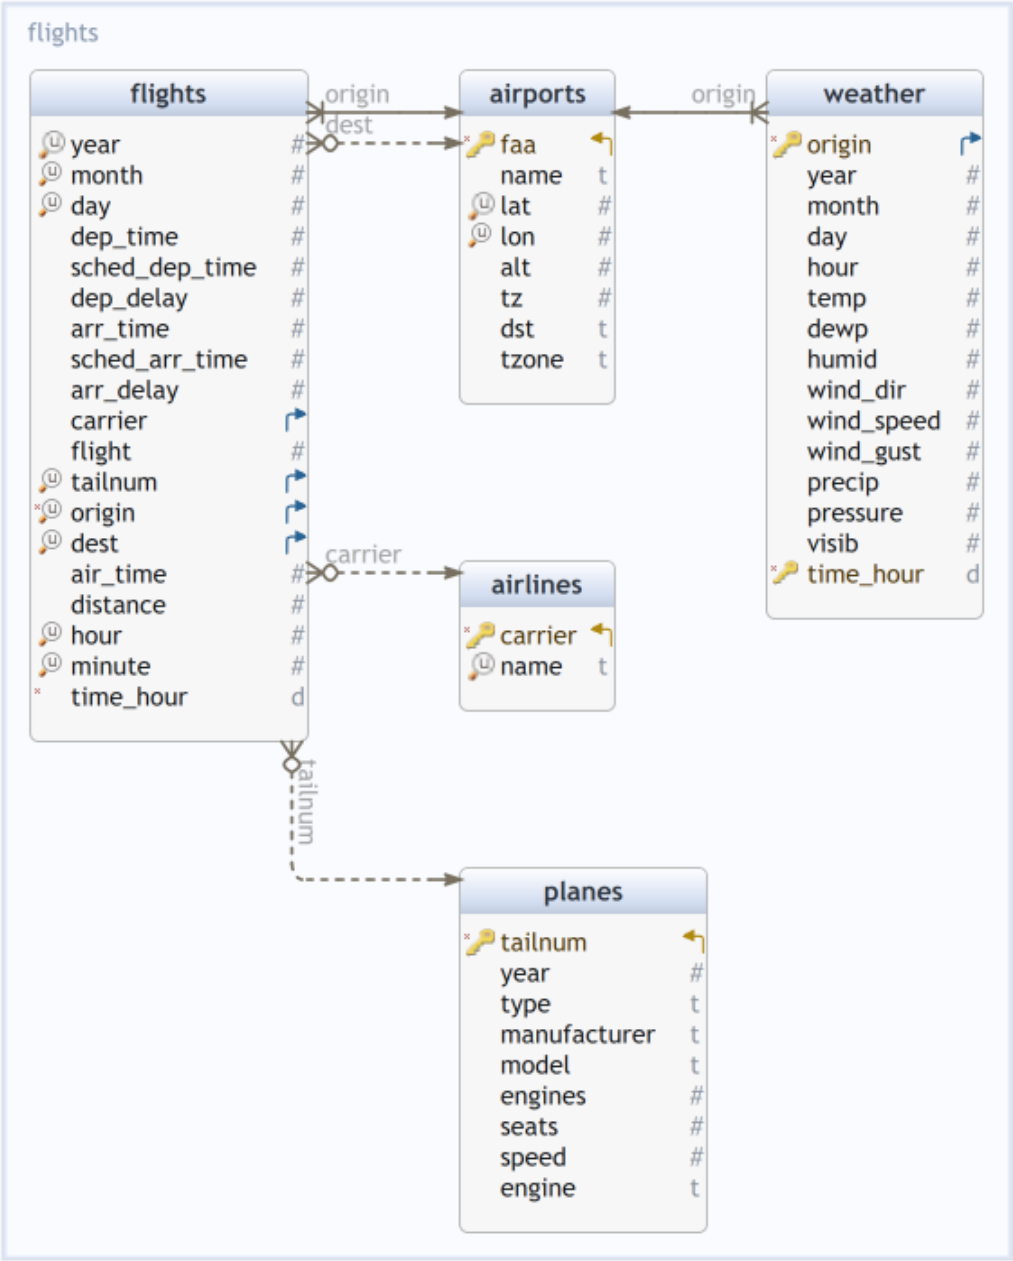 flights
flights
year #
month #
day #
dep_time #
sched_dep_time #
dep_delay #
arr_time #
sched_arr_time #
arr_delay #
carrier
flight #
tailnum
origin
dest
air_time #
distance #
hour #
minute #
time_hour d
origin
dest
airports
faa
name t
lat #
lon #
alt #
tz #
dst t
tzone t
origin
weather
origin
year #
month #
day #
hour #
temp #
dewp #
humid #
wind_dir #
wind_speed #
wind_gust #
precip #
pressure #
visib #
time_hour d
carrier
airlines
carrier
name t
tailnum
planes
tailnum
year #
type t
manufacturer t
model t
engines #
seats #
speed #
engine t